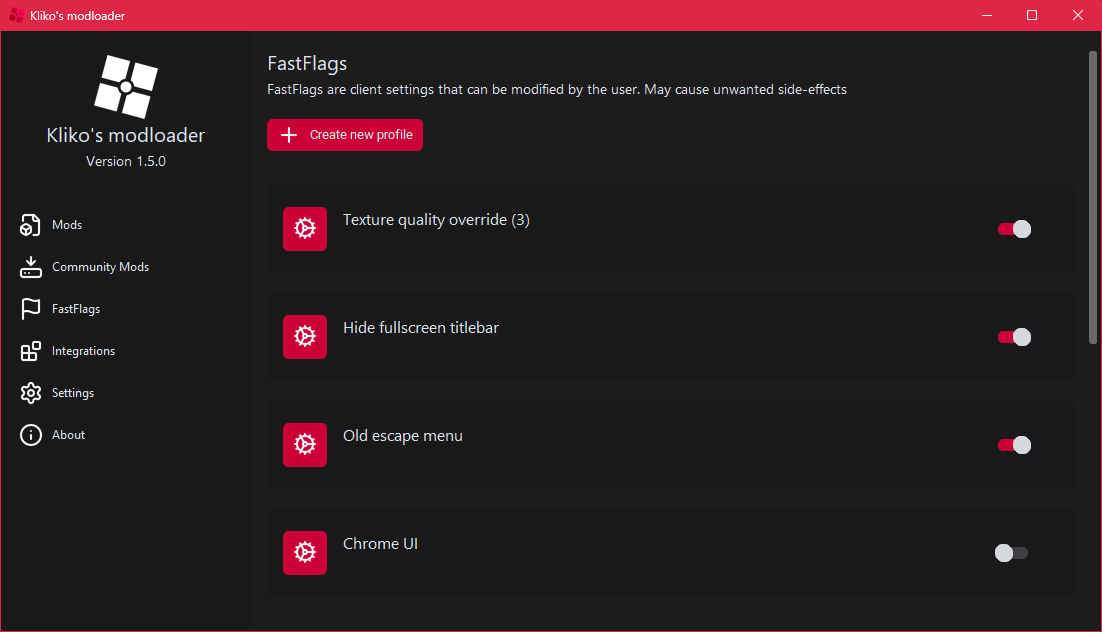 Kliko's modloader
Kliko's modloader
Version 1.5.0
Mods
Community Mods
FastFlags
Integrations
Settings
About
FastFlags
FastFlags are client settings that can be modified by the user. May cause unwanted side-effects
Create new profile
Texture quality override (3)
Hide fullscreen titlebar
Old escape menu
Chrome UI